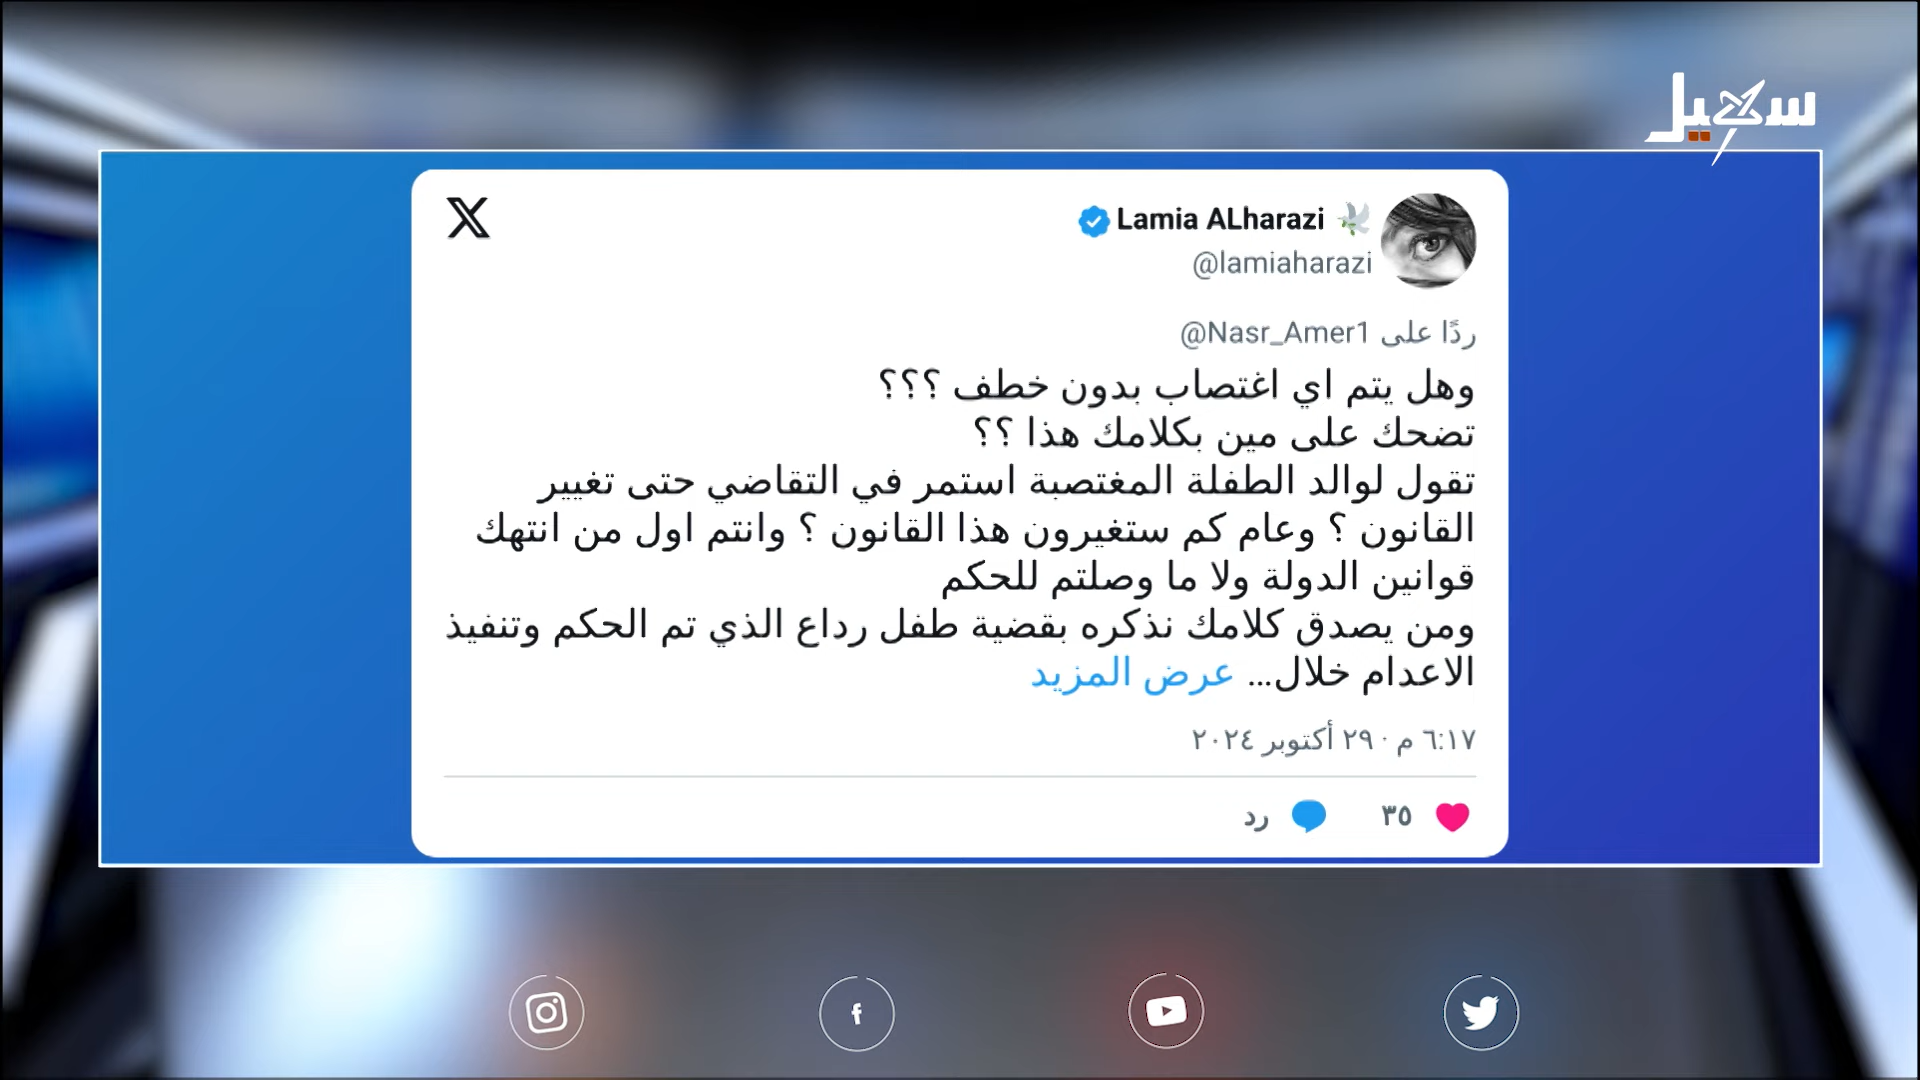 سهيل
Lamia ALharazi
@lamiaharazi
ردًا على @Nasr_Amer1
وهل يتم اي اغتصاب بدون خطف ؟؟؟
تضحك على مين بكلامك هذا ؟؟
تقول لوالد الطفلة المغتصبة استمر في التقاضي حتى تغيير
القانون ؟ وعام كم ستغيرون هذا القانون ؟ وانتم اول من انتهك
قوانين الدولة ولا ما وصلتم للحكم
ومن يصدق كلامك نذكره بقضية طفل رداع الذي تم الحكم وتنفيذ
الاعدام خلال... عرض المزيد
٦:١٧ م · ٢٩ أكتوبر ٢٠٢٤
٣٥ رد